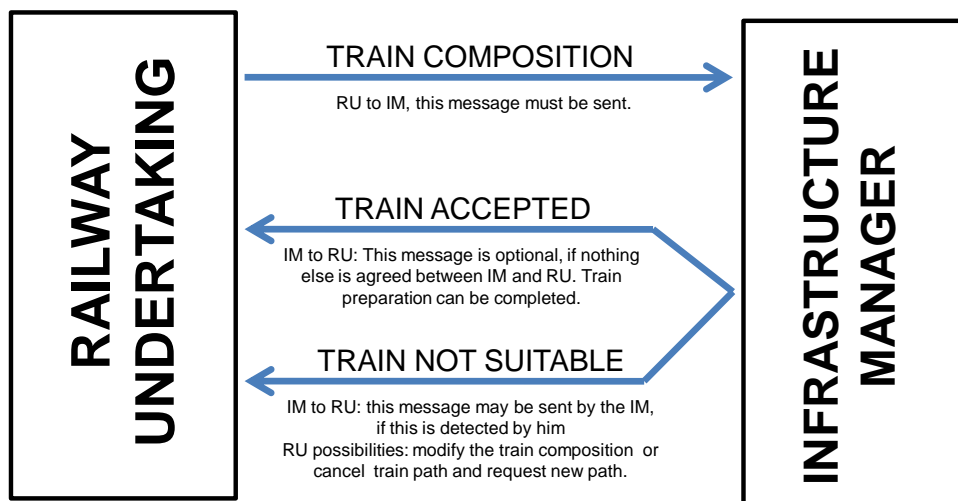 RAILWAY
UNDERTAKING
TRAIN COMPOSITION
RU to IM, this message must be sent.
TRAIN ACCEPTED
IM to RU: This message is optional, if nothing
else is agreed between IM and RU. Train
preparation can be completed.
TRAIN NOT SUITABLE
IM to RU: this message may be sent by the IM,
if this is detected by him
RU possibilities: modify the train composition or
cancel train path and request new path.
INFRASTRUCTURE
MANAGER